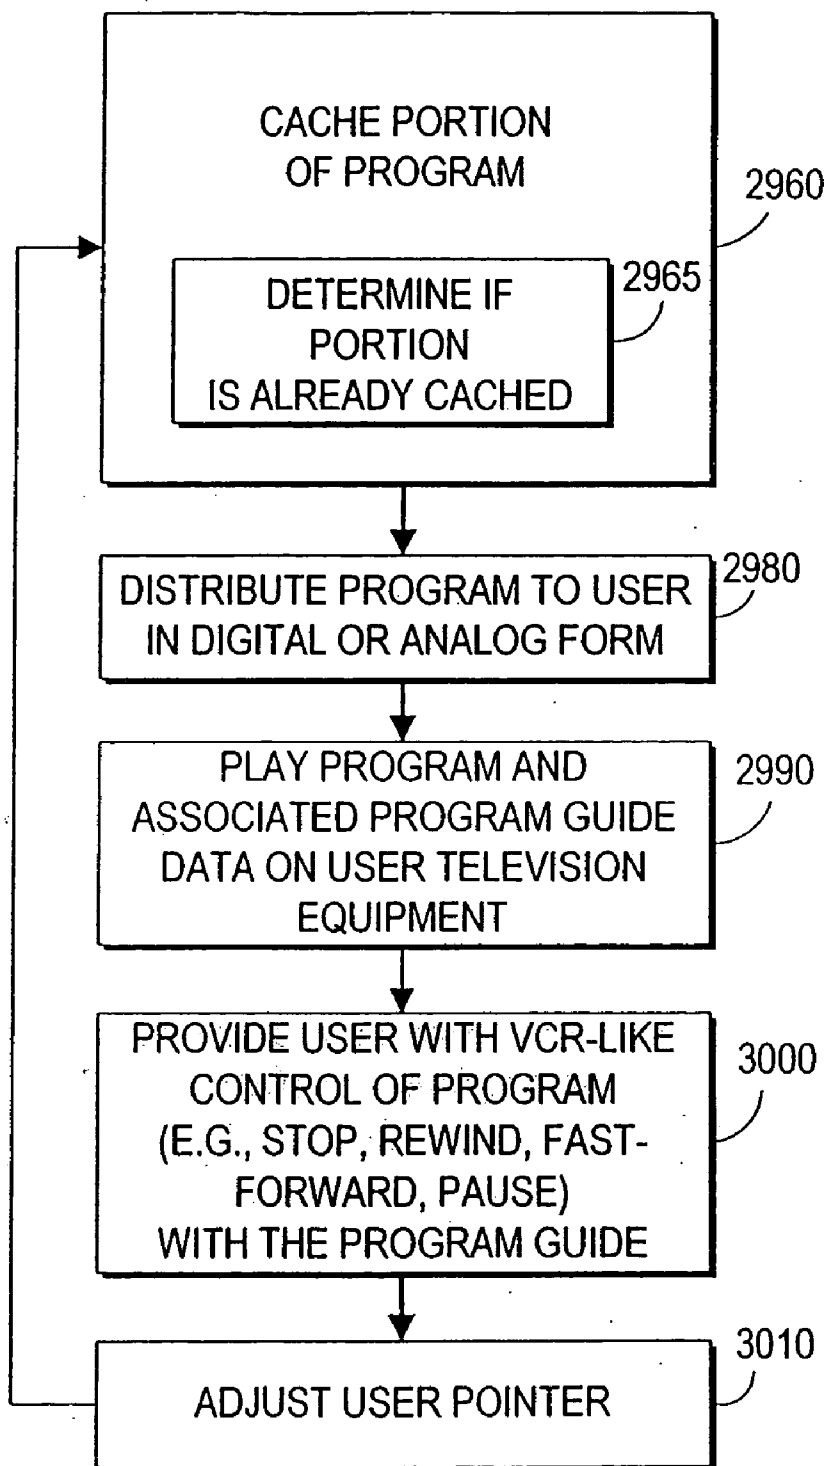 CACHE PORTION
OF PROGRAM
2960
DETERMINE IF
PORTION
IS ALREADY CACHED
2965
DISTRIBUTE PROGRAM TO USER
IN DIGITAL OR ANALOG FORM
2980
PLAY PROGRAM AND
ASSOCIATED PROGRAM GUIDE
DATA ON USER TELEVISION
EQUIPMENT
2990
PROVIDE USER WITH VCR-LIKE
CONTROL OF PROGRAM
(E.G., STOP, REWIND, FAST-
FORWARD, PAUSE)
WITH THE PROGRAM GUIDE
3000
ADJUST USER POINTER
3010